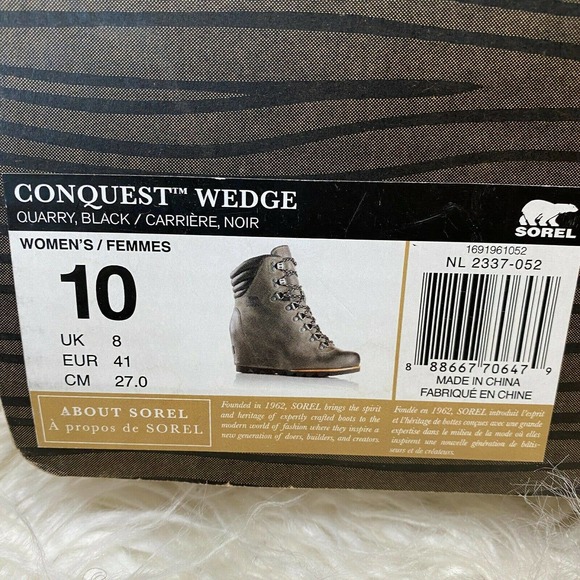 CONQUEST™ WEDGE
QUARRY, BLACK / CARRIÈRE, NOIR
SOREL
WOMEN'S / FEMMES
10
UK 8
EUR 41
CM 27.0
1691961052
NL 2337-052
8 88667 70647 9
MADE IN CHINA
FABRIQUÉ EN CHINE
ABOUT SOREL
À propos de SOREL
Founded in 1962, SOREL brings the spirit
and heritage of expertly crafted boots to the
modern world of fashion where they inspire a
new generation of doers, builders, and creators.
Fondée en 1962, SOREL introduit l'esprit
et l'héritage de bottes conçues avec une grande
expertise dans le milieu de la mode où elles
inspirent une nouvelle génération de bâtis-
seurs et de créateurs.